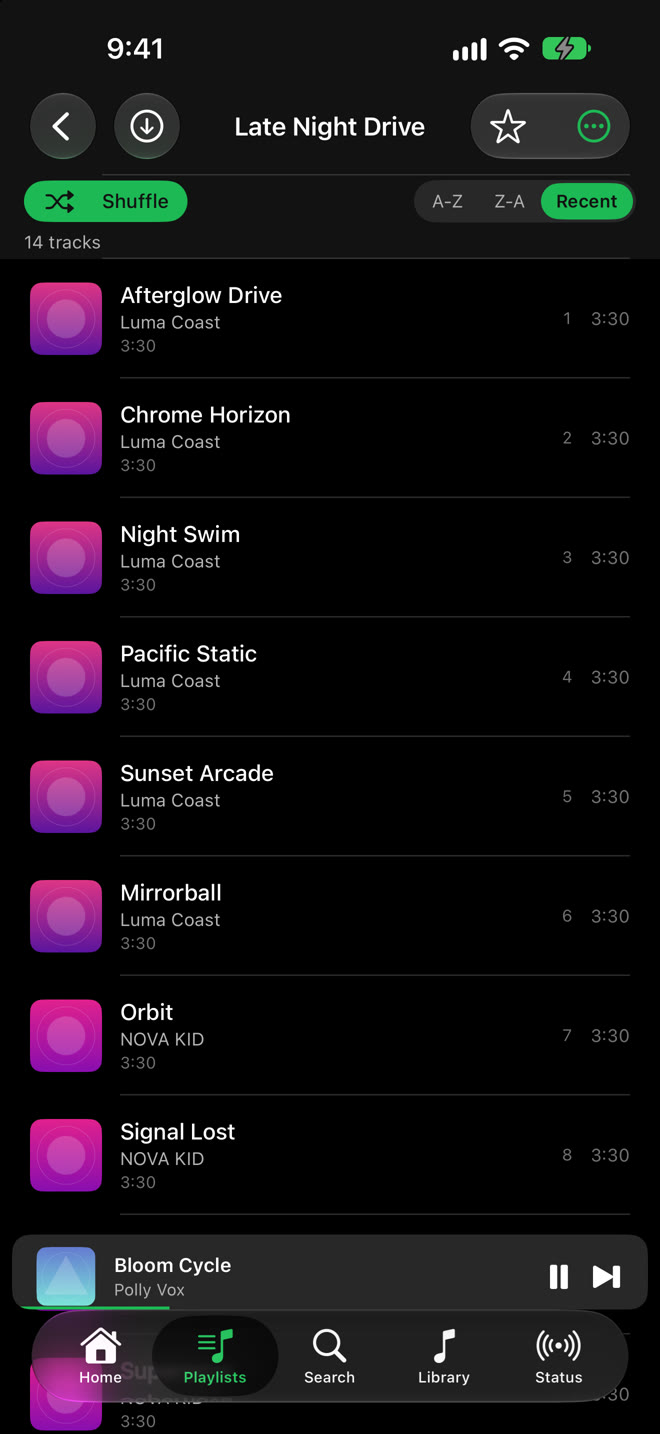 9:41
Late Night Drive
Shuffle
A-Z Z-A Recent
14 tracks
Afterglow Drive
Luma Coast
3:30
1 3:30
Chrome Horizon
Luma Coast
3:30
2 3:30
Night Swim
Luma Coast
3:30
3 3:30
Pacific Static
Luma Coast
3:30
4 3:30
Sunset Arcade
Luma Coast
3:30
5 3:30
Mirrorball
Luma Coast
3:30
6 3:30
Orbit
NOVA KID
3:30
7 3:30
Signal Lost
NOVA KID
3:30
8 3:30
Bloom Cycle
Polly Vox
Home Playlists Search Library Status
3:30